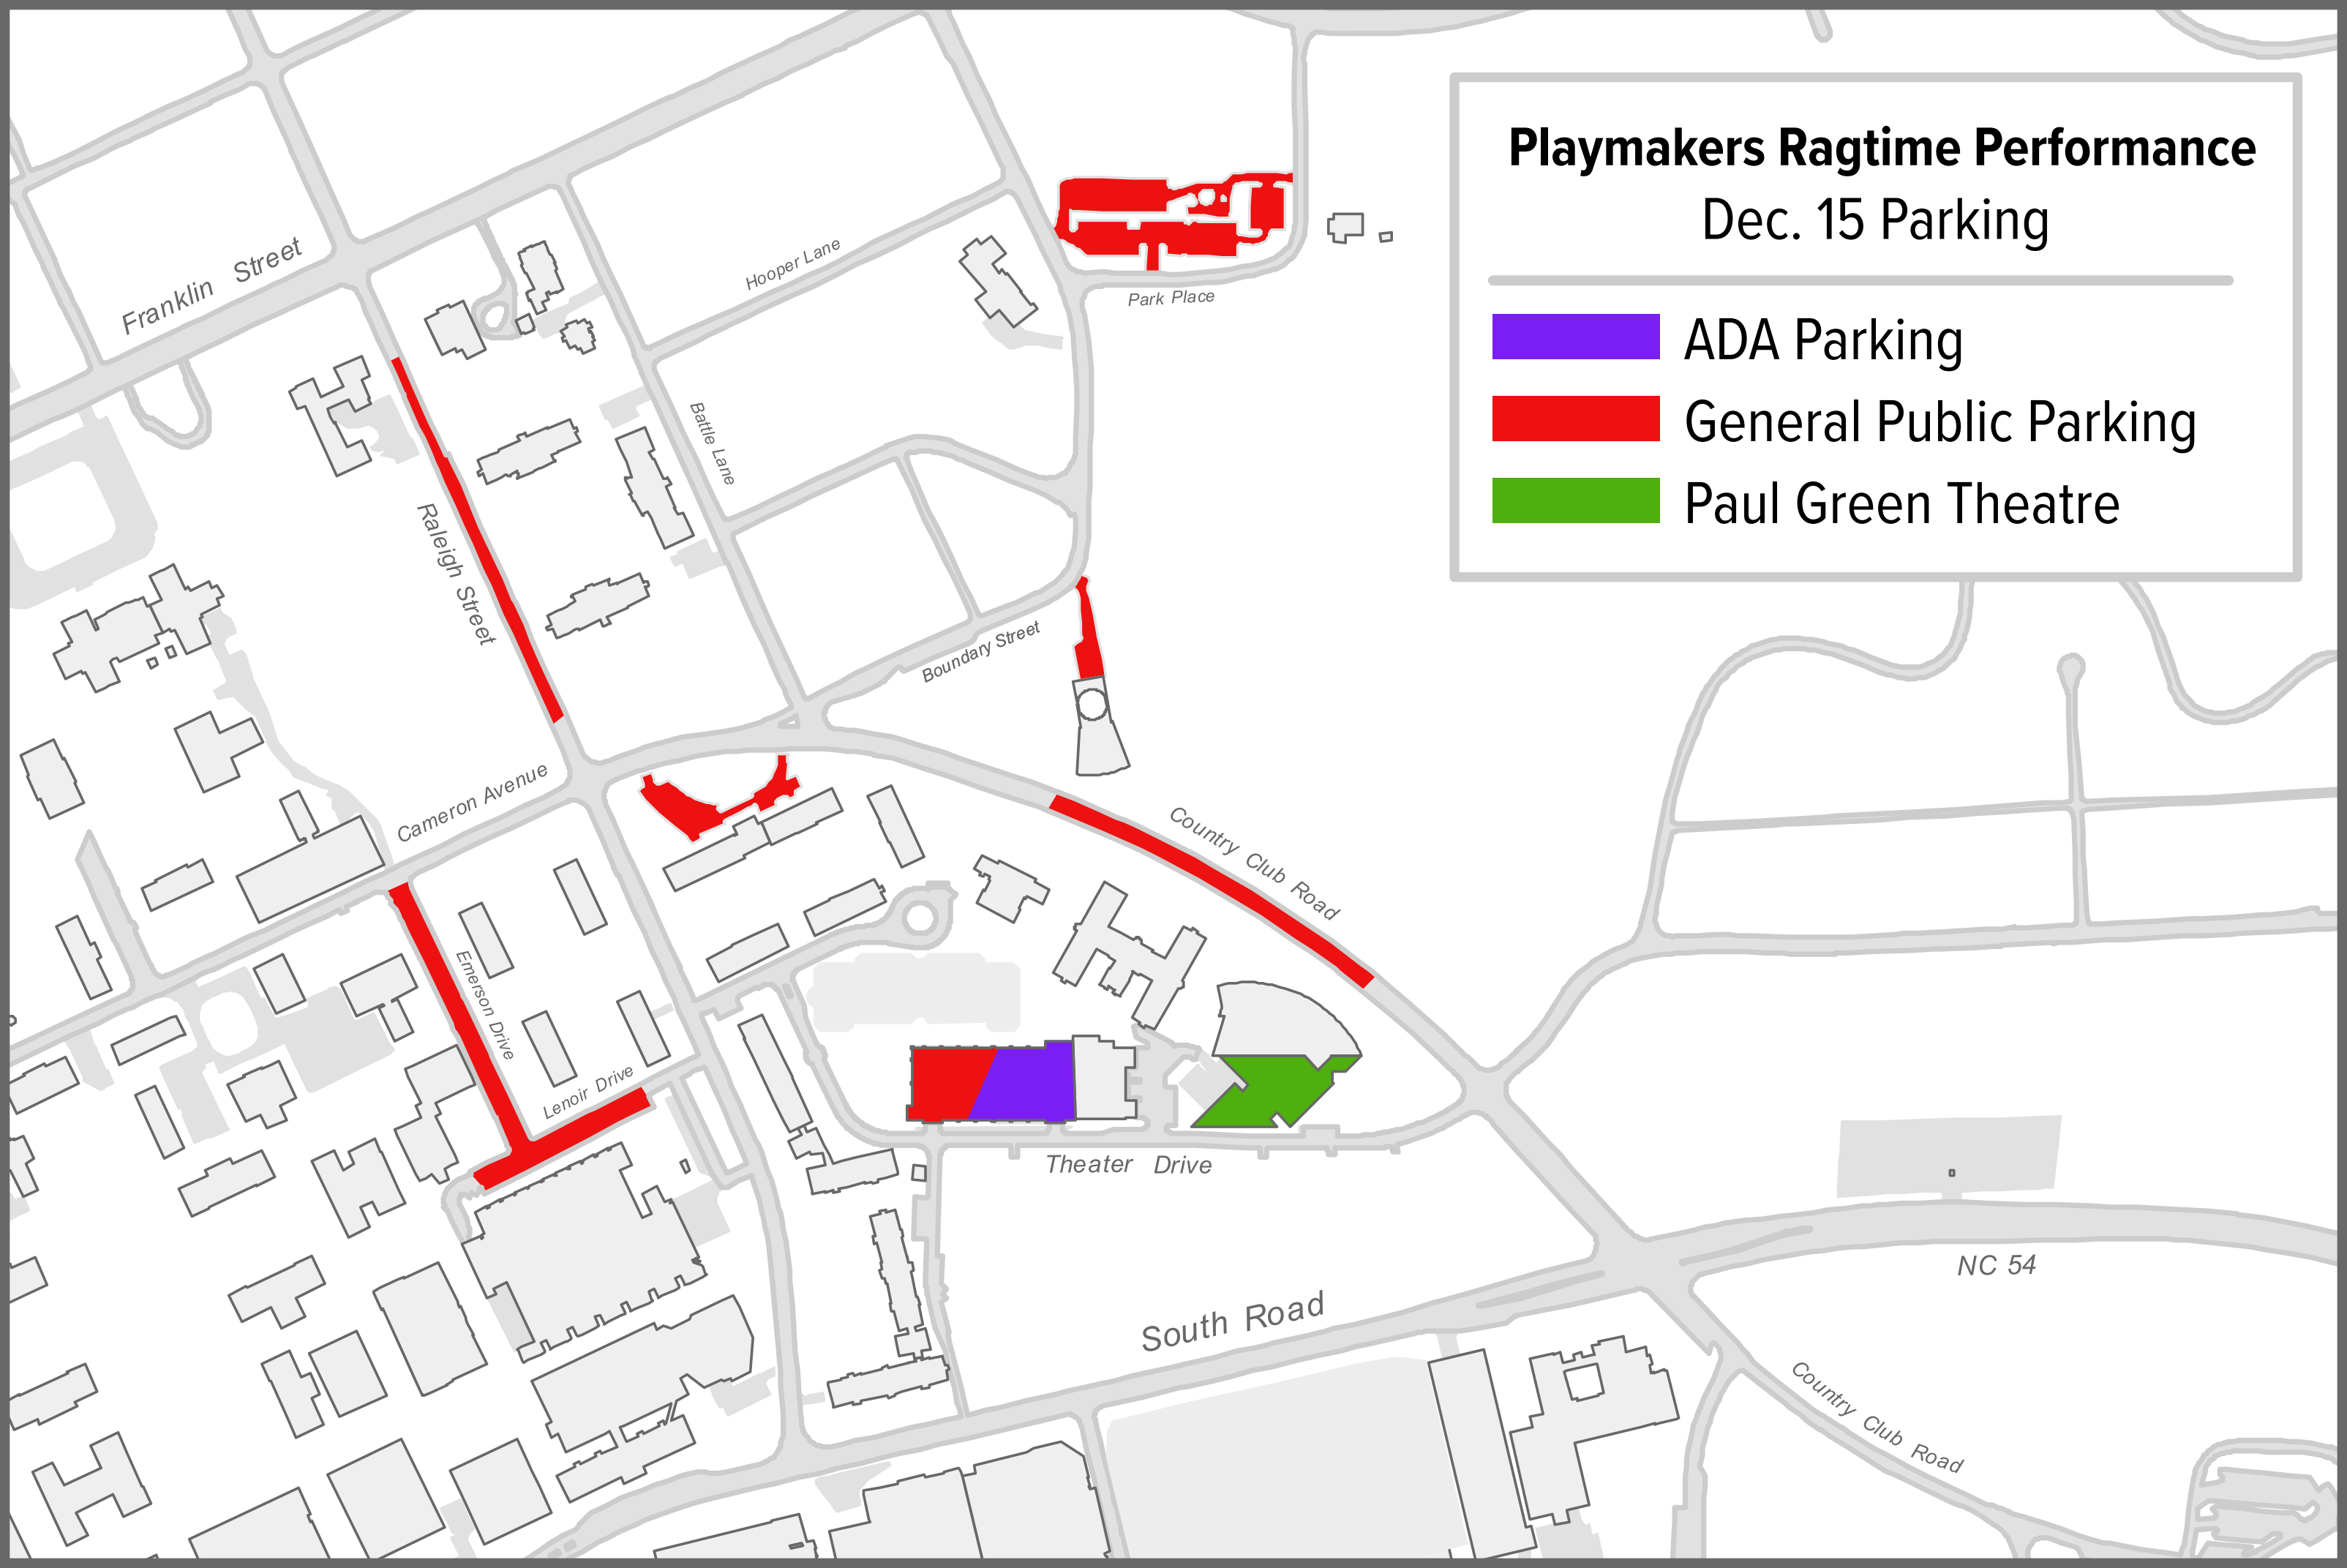 Playmakers Ragtime Performance
Dec. 15 Parking
ADA Parking
General Public Parking
Paul Green Theatre
Franklin Street
Hooper Lane
Park Place
Battle Lane
Raleigh Street
Boundary Street
Cameron Avenue
Country Club Road
Emerson Drive
Lenoir Drive
Theater Drive
NC 54
South Road
Country Club Road